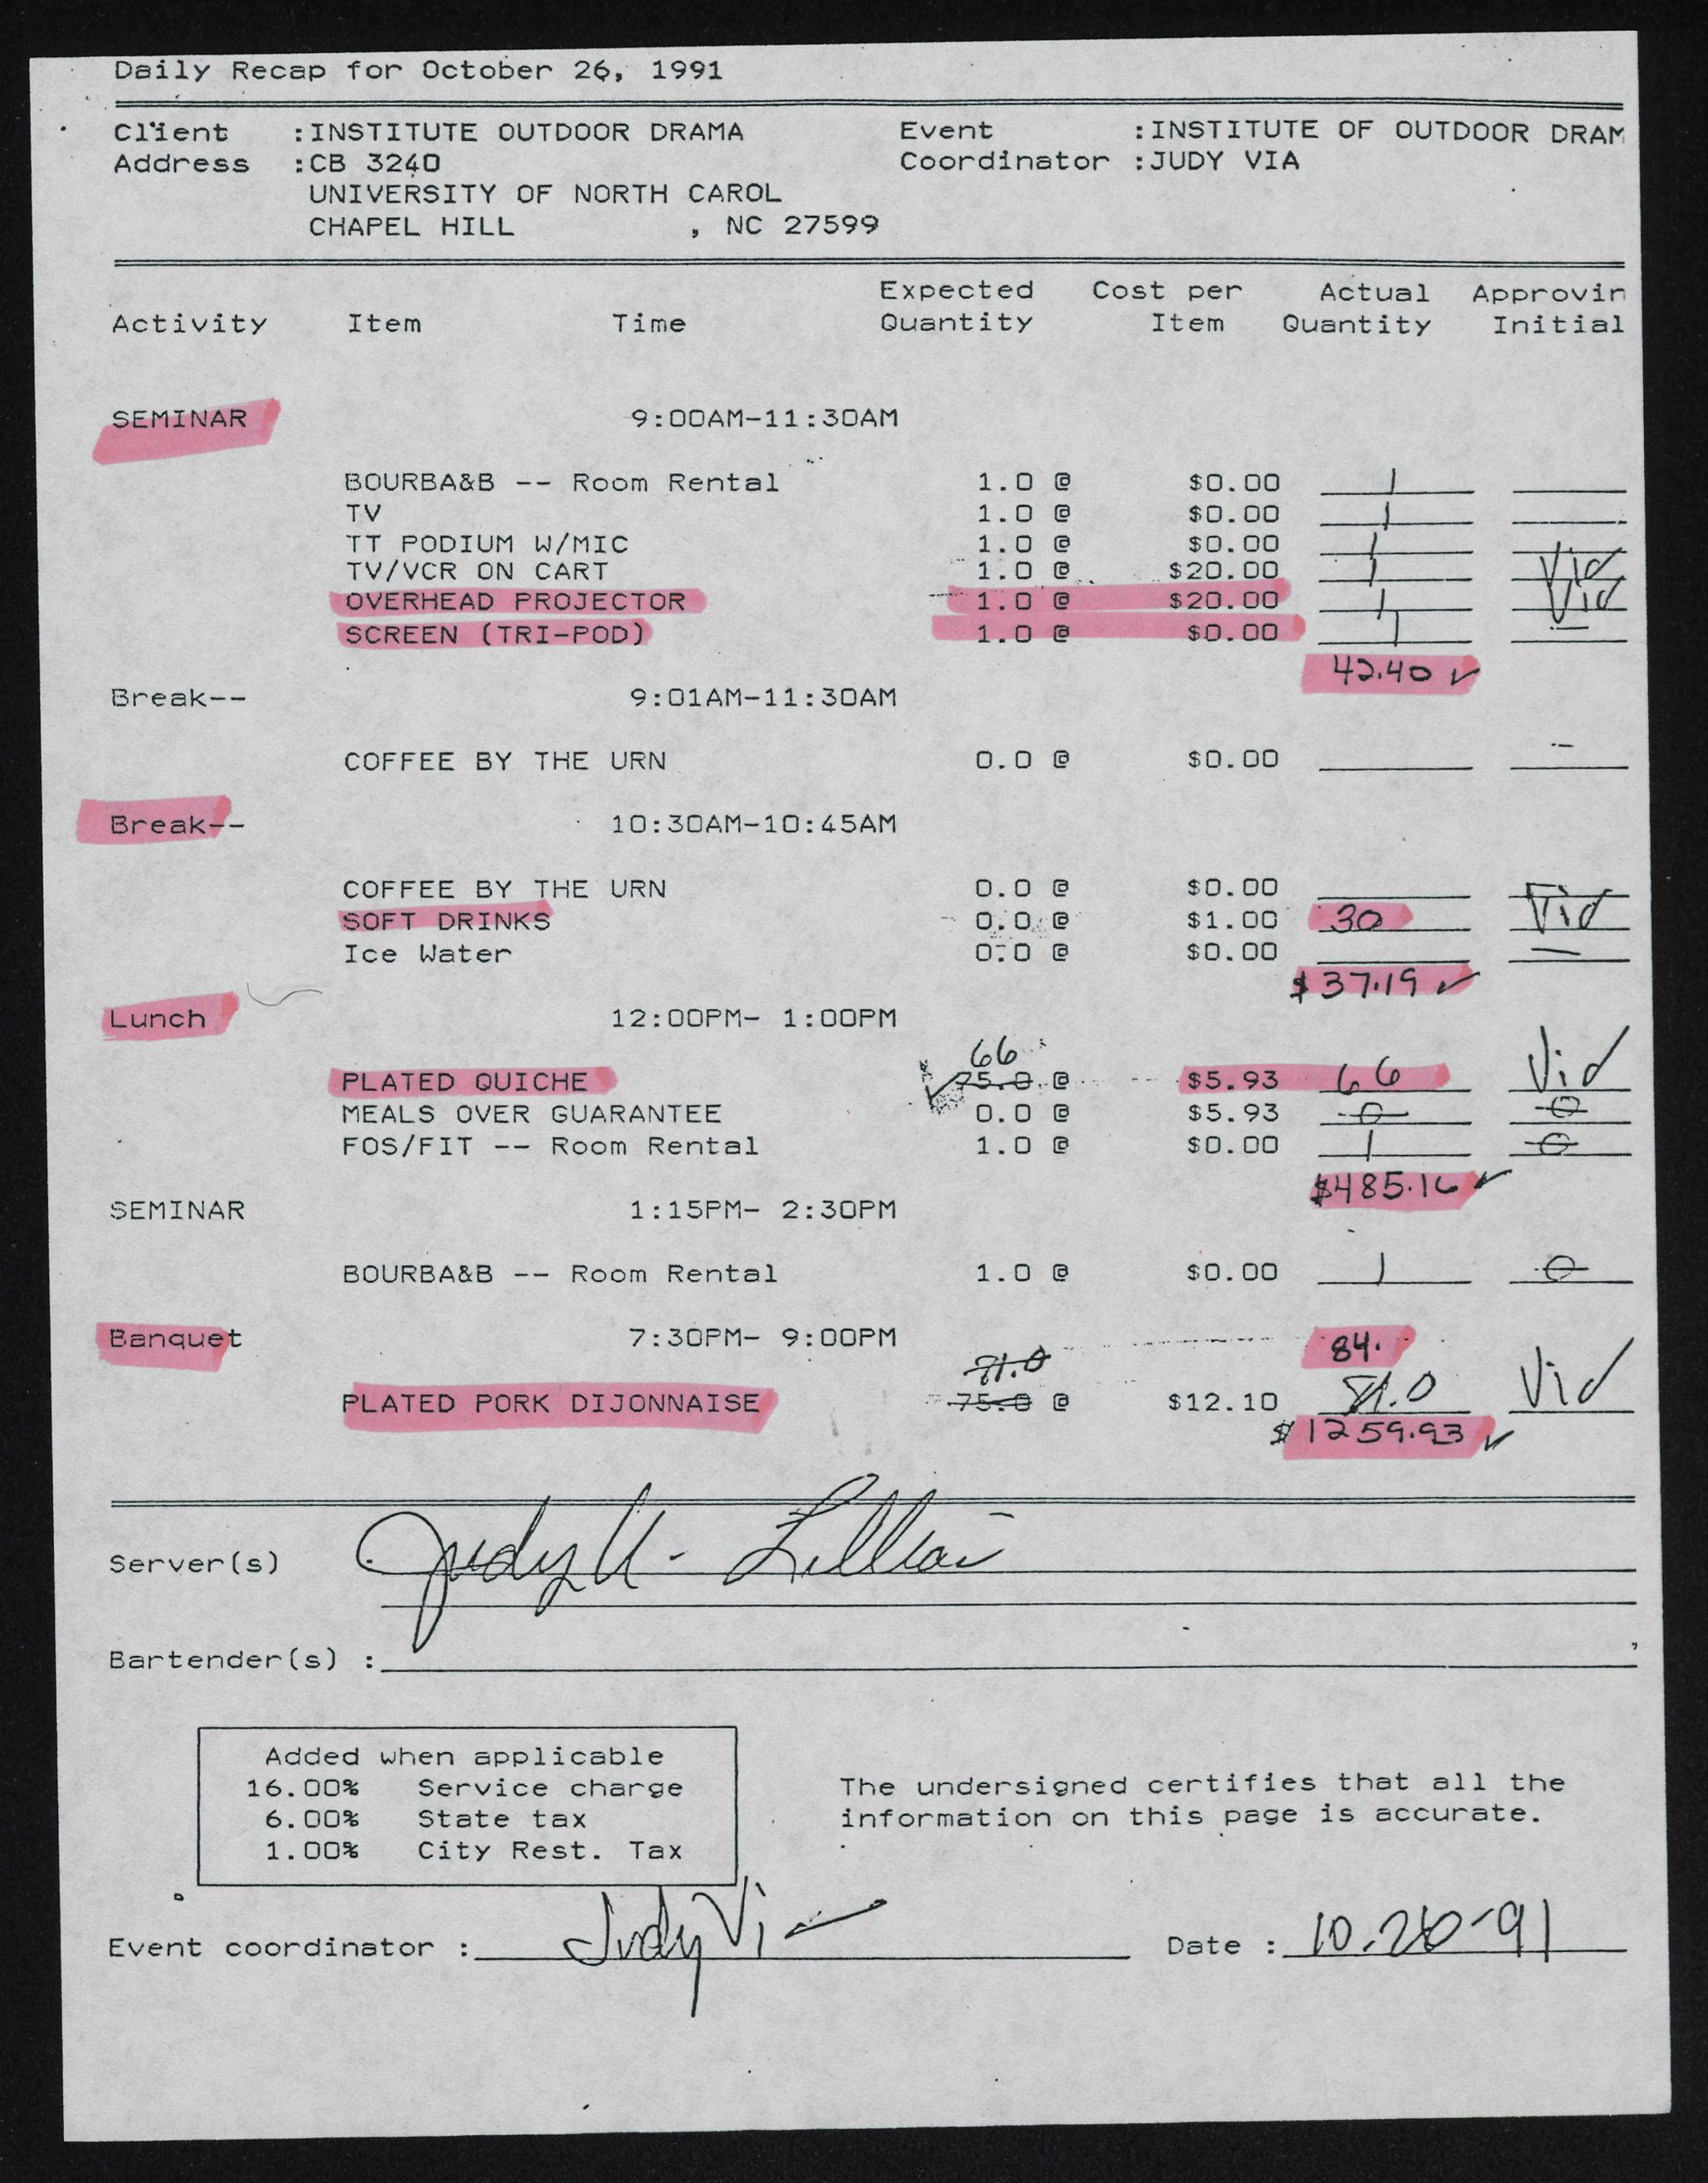 Daily Recap for October 26, 1991
Client :INSTITUTE OUTDOOR DRAMA Event :INSTITUTE OF OUTDOOR DRAM
Address :CB 3240 Coordinator :JUDY VIA
UNIVERSITY OF NORTH CAROL
CHAPEL HILL , NC 27599
Expected Cost per Actual Approvin
Activity Item Time Quantity Item Quantity Initial
SEMINAR 9:00AM-11:30AM
BOURBA&B -- Room Rental 1.0 @ $0.00 1
TV 1.0 @ $0.00 1
TT PODIUM W/MIC 1.0 @ $0.00 1
TV/VCR ON CART 1.0 @ $20.00 1 Via
OVERHEAD PROJECTOR 1.0 @ $20.00 1 Via
SCREEN (TRI-POD) 1.0 @ $0.00 1 -
42.40 ✓
Break-- 9:01AM-11:30AM
COFFEE BY THE URN 0.0 @ $0.00 -
Break-- 10:30AM-10:45AM
COFFEE BY THE URN 0.0 @ $0.00
SOFT DRINKS 0.0 @ $1.00 30 Via
Ice Water 0.0 @ $0.00 -
$37.19 ✓
Lunch 12:00PM- 1:00PM
66
PLATED QUICHE ✓ 75.0 @ $5.93 66 Via
MEALS OVER GUARANTEE 0.0 @ $5.93 0 0
FOS/FIT -- Room Rental 1.0 @ $0.00 1 0
$485.16 ✓
SEMINAR 1:15PM- 2:30PM
BOURBA&B -- Room Rental 1.0 @ $0.00 1 0
Banquet 7:30PM- 9:00PM 84.
71.0
PLATED PORK DIJONNAISE 75.0 @ $12.10 81.0 Via
$1259.93 ✓
Server(s) Judy U.
Bartender(s) :
Added when applicable
16.00% Service charge
6.00% State tax
1.00% City Rest. Tax
The undersigned certifies that all the
information on this page is accurate.
Event coordinator : Judy Via Date : 10.26-91